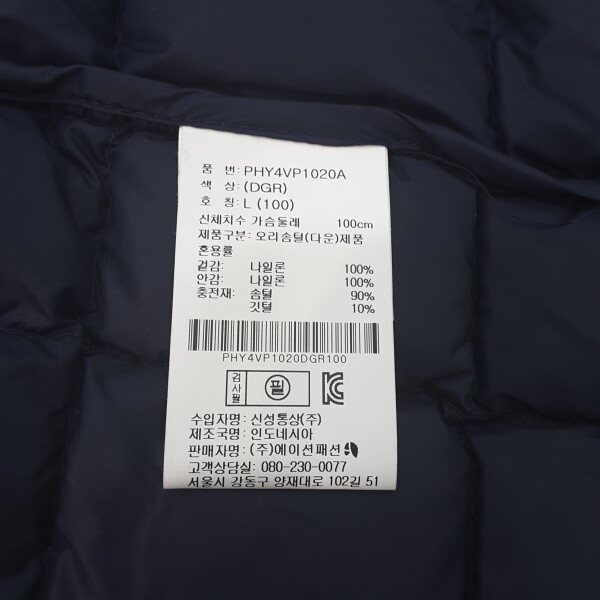 품 번: PHY4VP1020A
색 상: (DGR)
호 칭: L (100)
신체치수 가슴둘레 100cm
제품구분: 오리솜털(다운)제품
혼용률
겉감: 나일론 100%
안감: 나일론 100%
충전재: 솜털 90%
깃털 10%
PHY4VP1020DGR100
검사필 필 KC
수입자명: 신성통상(주)
제조국명: 인도네시아
판매자명: (주)에이션패션
고객상담실: 080-230-0077
서울시 강동구 양재대로 102길 51